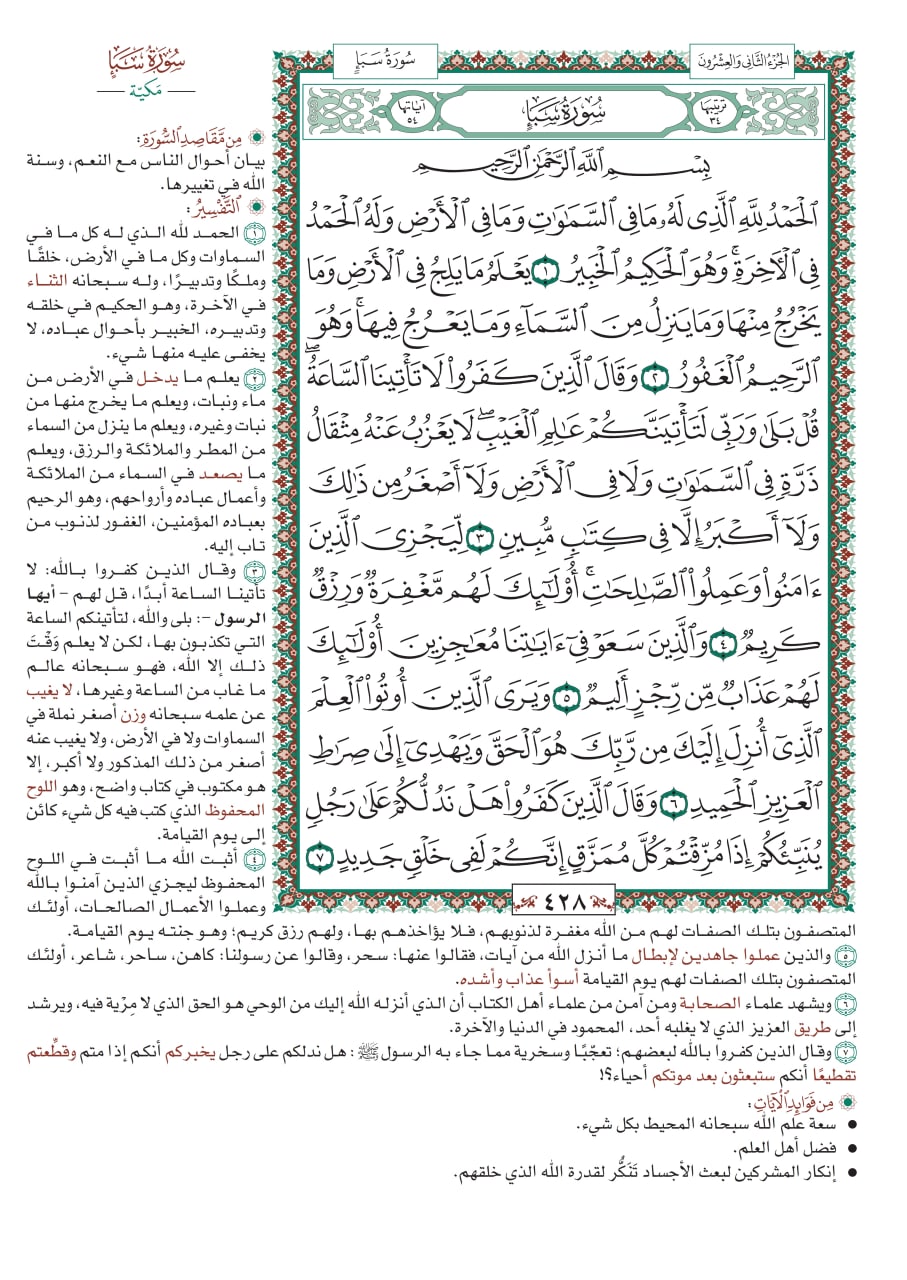 سُورَةُ سَبَإٍ
الجُزْءُ الثَّانِي وَالعِشْرُونَ
سُورَةُ سَبَإٍ
مَكيّة
تَرتِيبُهَا
٣٤
سُورَةُ سَبَإٍ
آيَاتُهَا
٥٤
بِسْمِ ٱللَّهِ ٱلرَّحْمَٰنِ ٱلرَّحِيمِ
ٱلْحَمْدُ لِلَّهِ ٱلَّذِى لَهُۥ مَا فِى ٱلسَّمَٰوَٰتِ وَمَا فِى ٱلْأَرْضِ وَلَهُ ٱلْحَمْدُ
فِى ٱلْأَخِرَةِۚ وَهُوَ ٱلْحَكِيمُ ٱلْخَبِيرُ ١ يَعْلَمُ مَا يَلِجُ فِى ٱلْأَرْضِ وَمَا
يَخْرُجُ مِنْهَا وَمَا يَنزِلُ مِنَ ٱلسَّمَآءِ وَمَا يَعْرُجُ فِيهَاۚ وَهُوَ
ٱلرَّحِيمُ ٱلْغَفُورُ ٢ وَقَالَ ٱلَّذِينَ كَفَرُوا۟ لَا تَأْتِينَا ٱلسَّاعَةُۖ
قُلْ بَلَىٰ وَرَبِّى لَتَأْتِيَنَّكُمْ عَٰلِمِ ٱلْغَيْبِۖ لَا يَعْزُبُ عَنْهُ مِثْقَالُ
ذَرَّةٍ فِى ٱلسَّمَٰوَٰتِ وَلَا فِى ٱلْأَرْضِ وَلَآ أَصْغَرُ مِن ذَٰلِكَ
وَلَآ أَكْبَرُ إِلَّا فِى كِتَٰبٍ مُّبِينٍ ٣ لِّيَجْزِىَ ٱلَّذِينَ
ءَامَنُوا۟ وَعَمِلُوا۟ ٱلصَّٰلِحَٰتِۚ أُو۟لَٰٓئِكَ لَهُم مَّغْفِرَةٌ وَرِزْقٌ
كَرِيمٌ ٤ وَٱلَّذِينَ سَعَوْ فِىٓ ءَايَٰتِنَا مُعَٰجِزِينَ أُو۟لَٰٓئِكَ
لَهُمْ عَذَابٌ مِّن رِّجْزٍ أَلِيمٌ ٥ وَيَرَى ٱلَّذِينَ أُوتُوا۟ ٱلْعِلْمَ
ٱلَّذِىٓ أُنزِلَ إِلَيْكَ مِن رَّبِّكَ هُوَ ٱلْحَقَّ وَيَهْدِىٓ إِلَىٰ صِرَٰطِ
ٱلْعَزِيزِ ٱلْحَمِيدِ ٦ وَقَالَ ٱلَّذِينَ كَفَرُوا۟ هَلْ نَدُلُّكُمْ عَلَىٰ رَجُلٍ
يُنَبِّئُكُمْ إِذَا مُزِّقْتُمْ كُلَّ مُمَزَّقٍ إِنَّكُمْ لَفِى خَلْقٍ جَدِيدٍ ٧
٤٢٨
مِن مَّقَاصِدِ السُّورَةِ:
بيان أحوال الناس مع النعم، وسنة
الله في تغييرها.
التَّفْسِيرُ:
١ الحمد لله الذي له كل ما في
السماوات وكل ما في الأرض، خلقًا
وملكًا وتدبيرًا، وله سبحانه الثناء
في الآخرة، وهو الحكيم في خلقه
وتدبيره، الخبير بأحوال عباده، لا
يخفى عليه منها شيء.
٢ يعلم ما يدخل في الأرض من
ماء ونبات، ويعلم ما يخرج منها من
نبات وغيره، ويعلم ما ينزل من السماء
من المطر والملائكة والرزق، ويعلم
ما يصعد في السماء من الملائكة
وأعمال عباده وأرواحهم، وهو الرحيم
بعباده المؤمنين، الغفور لذنوب من
تاب إليه.
٣ وقال الذين كفروا بالله: لا
تأتينا الساعة أبدًا، قل لهم - أيها
الرسول -: بلى والله، لتأتينكم الساعة
التي تكذبون بها، لكن لا يعلم وَقْتَ
ذلك إلا الله، فهو سبحانه عالم
ما غاب من الساعة وغيرها، لا يغيب
عن علمه سبحانه وزن أصغر نملة في
السماوات ولا في الأرض، ولا يغيب عنه
أصغر من ذلك المذكور ولا أكبر، إلا
هو مكتوب في كتاب واضح، وهو اللوح
المحفوظ الذي كتب فيه كل شيء كائن
إلى يوم القيامة.
٤ أثبت الله ما أثبت في اللوح
المحفوظ ليجزي الذين آمنوا بالله
وعملوا الأعمال الصالحات، أولئك
المتصفون بتلك الصفات لهم من الله مغفرة لذنوبهم، فلا يؤاخذهم بها، ولهم رزق كريم؛ وهو جنته يوم القيامة.
٥ والذين عملوا جاهدين لإبطال ما أنزل الله من آيات، فقالوا عنها: سحر، وقالوا عن رسولنا: كاهن، ساحر، شاعر، أولئك
المتصفون بتلك الصفات لهم يوم القيامة أسوأ عذاب وأشده.
٦ ويشهد علماء الصحابة ومن آمن من علماء أهل الكتاب أن الذي أنزله الله إليك من الوحي هو الحق الذي لا مِرْية فيه، ويرشد
إلى طريق العزيز الذي لا يغلبه أحد، المحمود في الدنيا والآخرة.
٧ وقال الذين كفروا بالله لبعضهم؛ تعجّبًا وسخرية مما جاء به الرسول ﷺ: هل ندلكم على رجل يخبركم أنكم إذا متم وقطِّعتم
تقطيعًا أنكم ستبعثون بعد موتكم أحياء؟!
مِن فَوَائِدِ الْآيَاتِ:
● سعة علم الله سبحانه المحيط بكل شيء.
● فضل أهل العلم.
● إنكار المشركين لبعث الأجساد تَنَكُّر لقدرة الله الذي خلقهم.